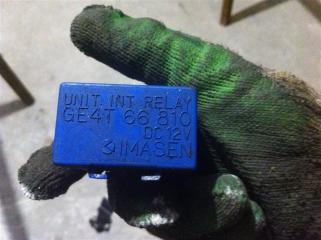 UNIT. INT RELAY
GE4T 66 810
DC 12V
IMASEN